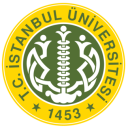 T.C. İSTANBUL ÜNİVERSİTESİ
1453